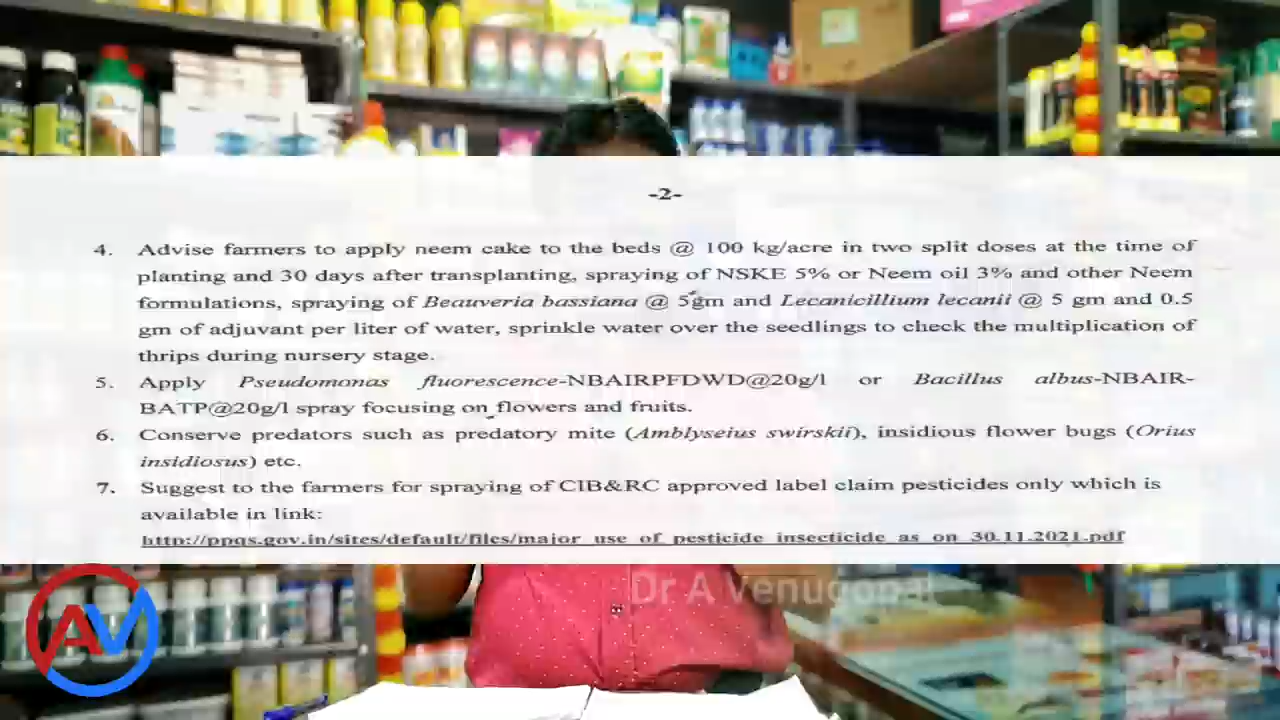 -2-
4. Advise farmers to apply neem cake to the beds @ 100 kg/acre in two split doses at the time of
planting and 30 days after transplanting, spraying of NSKE 5% or Neem oil 3% and other Neem
formulations, spraying of Beauveria bassiana @ 5 gm and Lecanicillium lecanii @ 5 gm and 0.5
gm of adjuvant per liter of water, sprinkle water over the seedlings to check the multiplication of
thrips during nursery stage.
5. Apply Pseudomonas fluorescence-NBAIRPFDWD@20g/l or Bacillus albus-NBAIR-
BATP@20g/l spray focusing on flowers and fruits.
6. Conserve predators such as predatory mite (Amblyseius swirskii), insidious flower bugs (Orius
insidiosus) etc.
7. Suggest to the farmers for spraying of CIB&RC approved label claim pesticides only which is
available in link:
http://ppqs.gov.in/sites/default/files/major_use_of_pesticide_insecticide_as_on_30.11.2021.pdf
Dr A Venugopal
AV